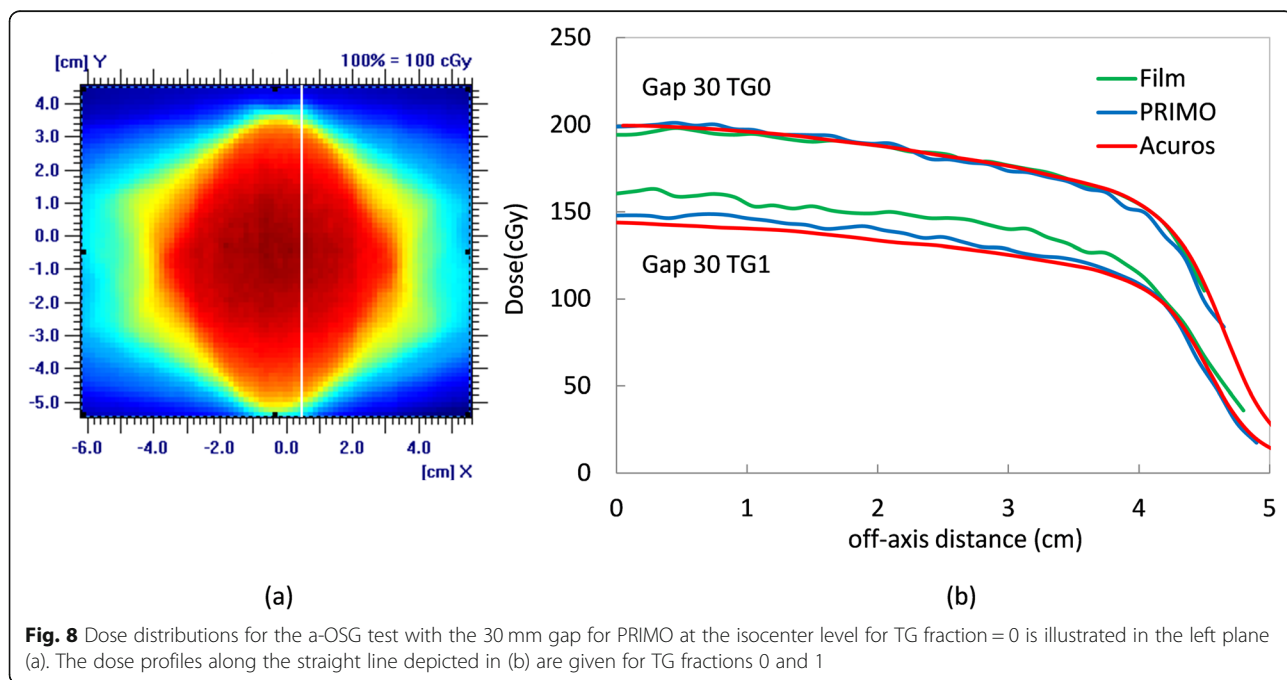 [cm] Y
100% = 100 cGy
4.0
3.0
2.0
1.0
0.0
-1.0
-2.0
-3.0
-4.0
-5.0
-6.0 -4.0 -2.0 0.0 2.0 4.0
[cm] X
(a)
250
200
150
100
50
0
Dose(cGy)
Gap 30 TG0
Gap 30 TG1
Film
PRIMO
Acuros
0 1 2 3 4 5
off-axis distance (cm)
(b)
Fig. 8 Dose distributions for the a-OSG test with the 30 mm gap for PRIMO at the isocenter level for TG fraction = 0 is illustrated in the left plane
(a). The dose profiles along the straight line depicted in (b) are given for TG fractions 0 and 1